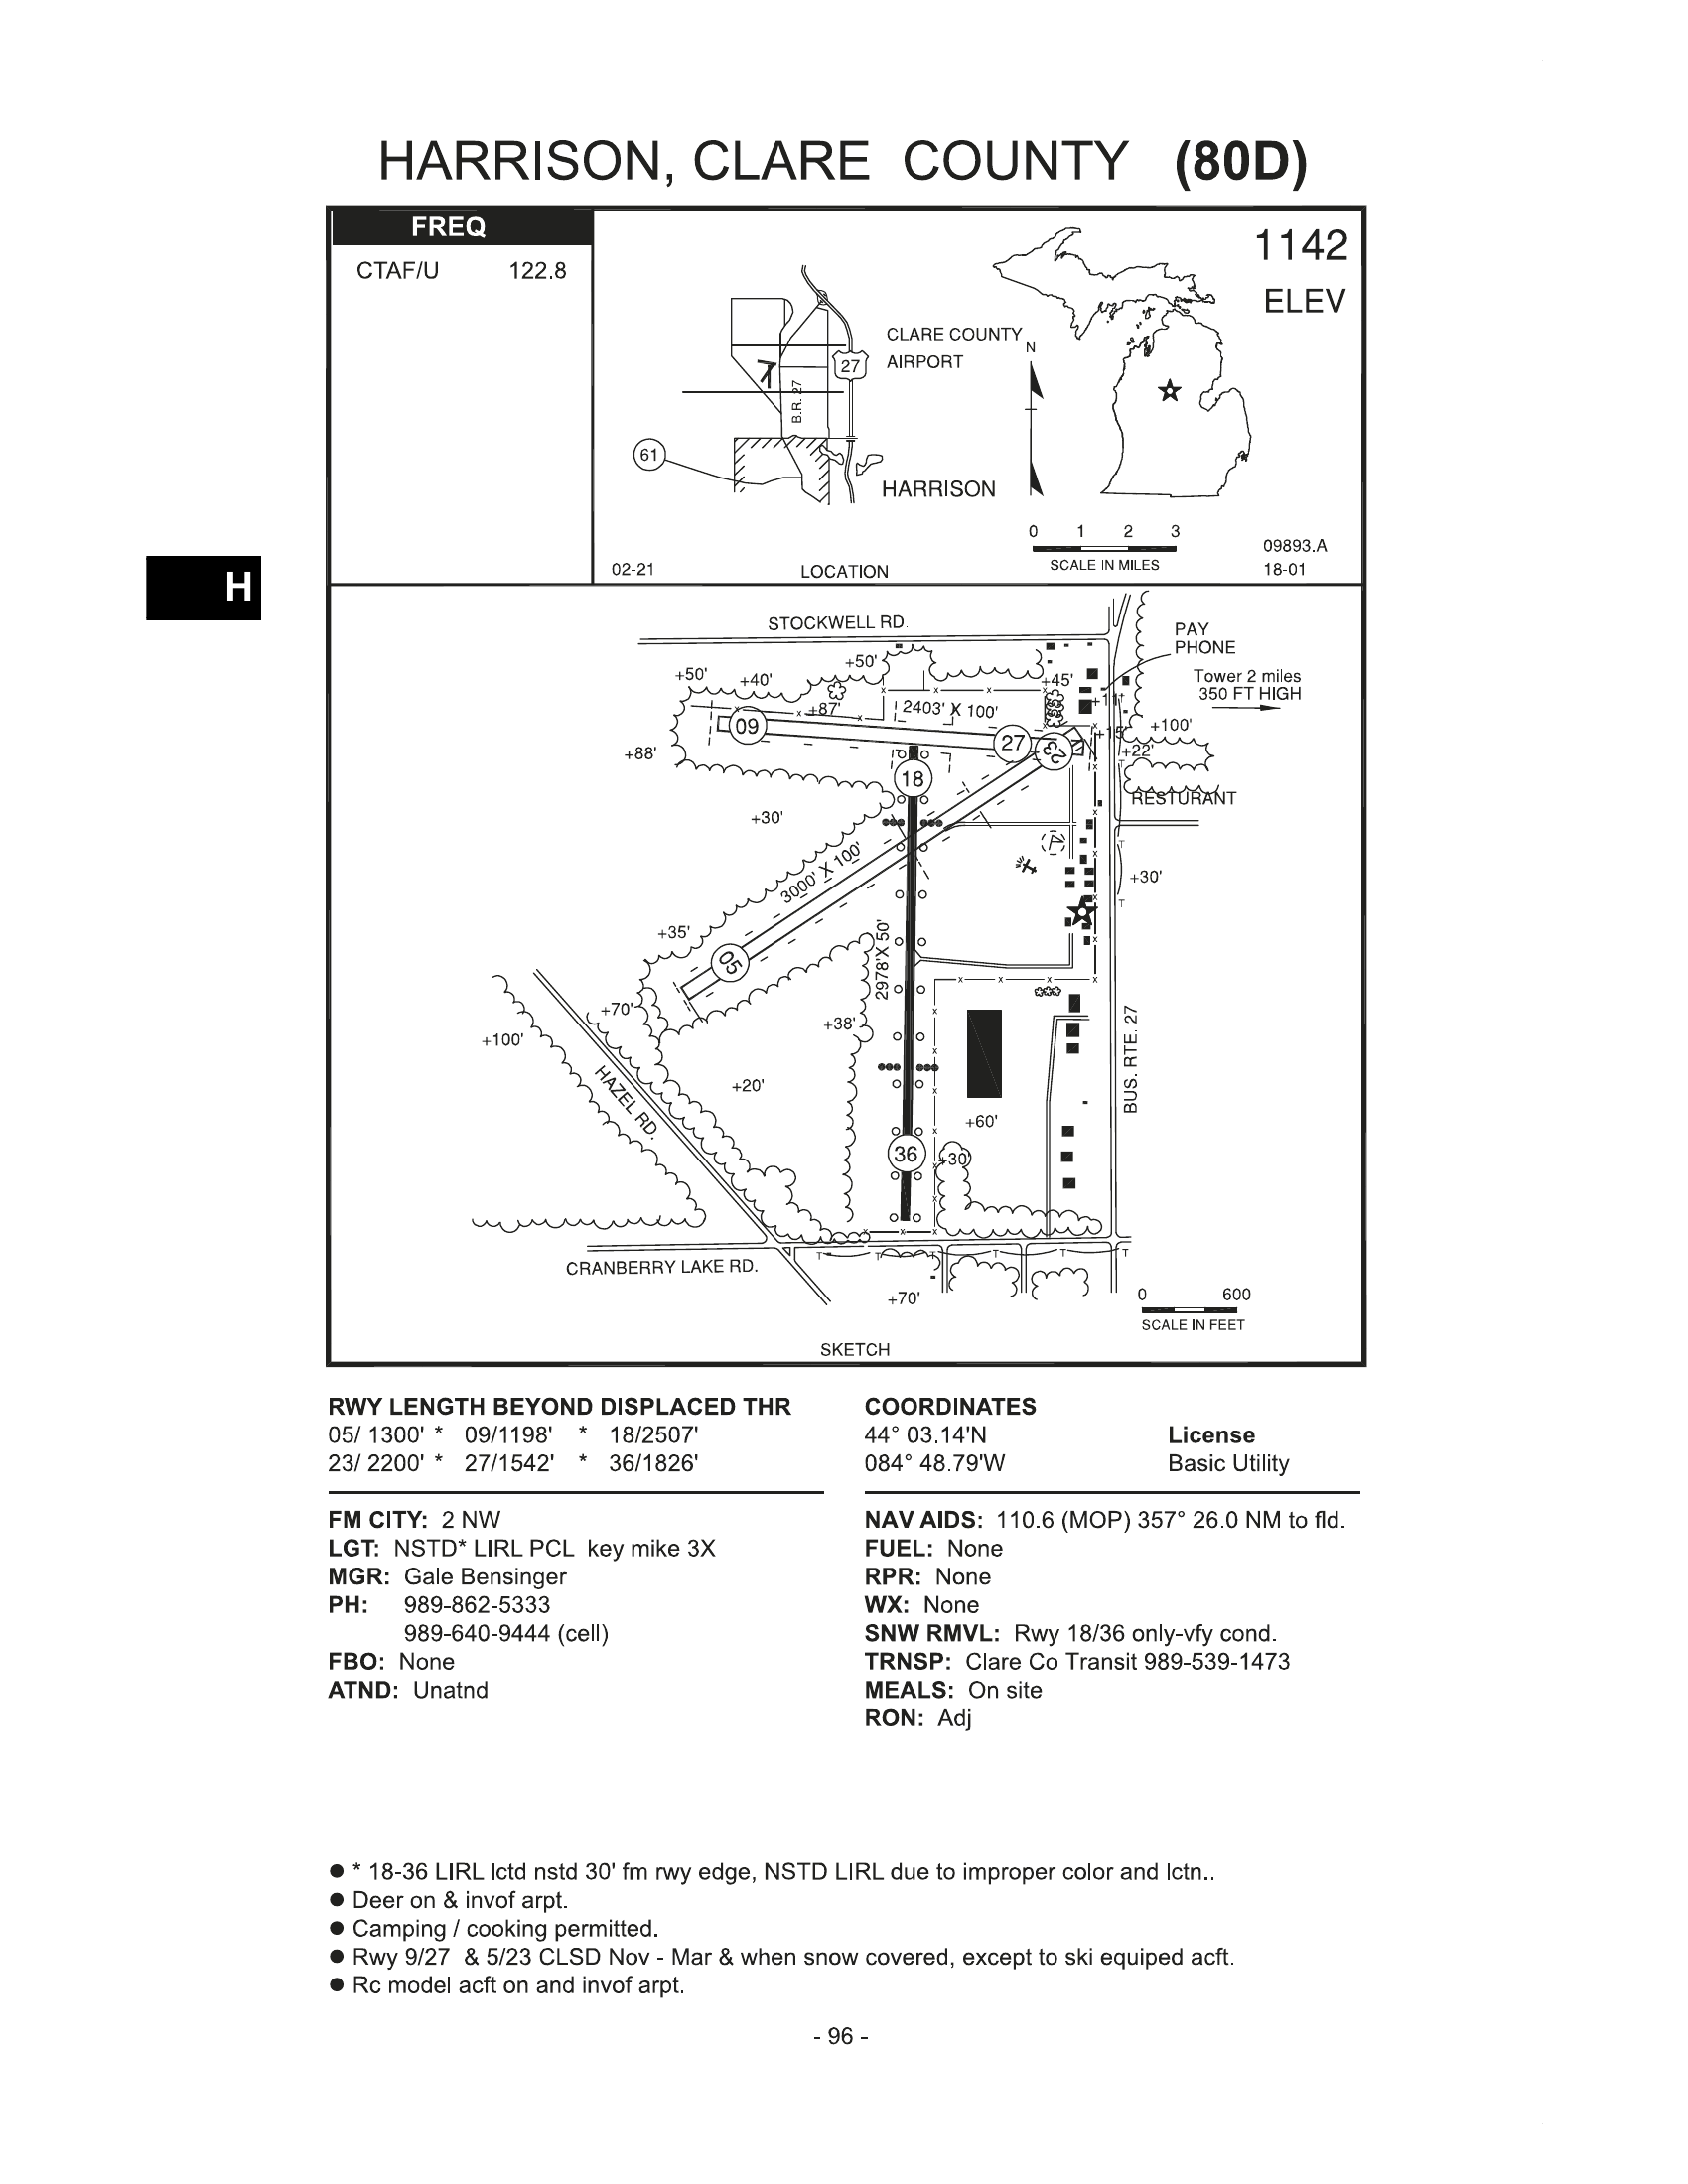 HARRISON, CLARE COUNTY (80D)
FREQ
CTAF/U 122.8
1142
ELEV
CLARE COUNTY
AIRPORT
N
27
B.R. 27
61
HARRISON
0 1 2 3
SCALE IN MILES
09893.A
18-01
02-21
LOCATION
H
STOCKWELL RD.
PAY
PHONE
Tower 2 miles
350 FT HIGH
+50'
+40'
+50'
+45'
+11'
+87'
2403' X 100'
09
27
23
+15'
+100'
+22'
+88'
18
RESTURANT
+30'
3000' X 100'
+30'
+35'
05
2978' X 50'
+70'
+100'
+38'
HAZEL RD.
+20'
BUS. RTE. 27
+60'
36
+30'
CRANBERRY LAKE RD.
+70'
0 600
SCALE IN FEET
SKETCH
RWY LENGTH BEYOND DISPLACED THR
05/ 1300' * 09/1198' * 18/2507'
23/ 2200' * 27/1542' * 36/1826'
COORDINATES
44° 03.14'N
084° 48.79'W
License
Basic Utility
FM CITY: 2 NW
LGT: NSTD* LIRL PCL key mike 3X
MGR: Gale Bensinger
PH: 989-862-5333
989-640-9444 (cell)
FBO: None
ATND: Unatnd
NAV AIDS: 110.6 (MOP) 357° 26.0 NM to fld.
FUEL: None
RPR: None
WX: None
SNW RMVL: Rwy 18/36 only-vfy cond.
TRNSP: Clare Co Transit 989-539-1473
MEALS: On site
RON: Adj
● * 18-36 LIRL lctd nstd 30' fm rwy edge, NSTD LIRL due to improper color and lctn..
● Deer on & invof arpt.
● Camping / cooking permitted.
● Rwy 9/27 & 5/23 CLSD Nov - Mar & when snow covered, except to ski equiped acft.
● Rc model acft on and invof arpt.
- 96 -